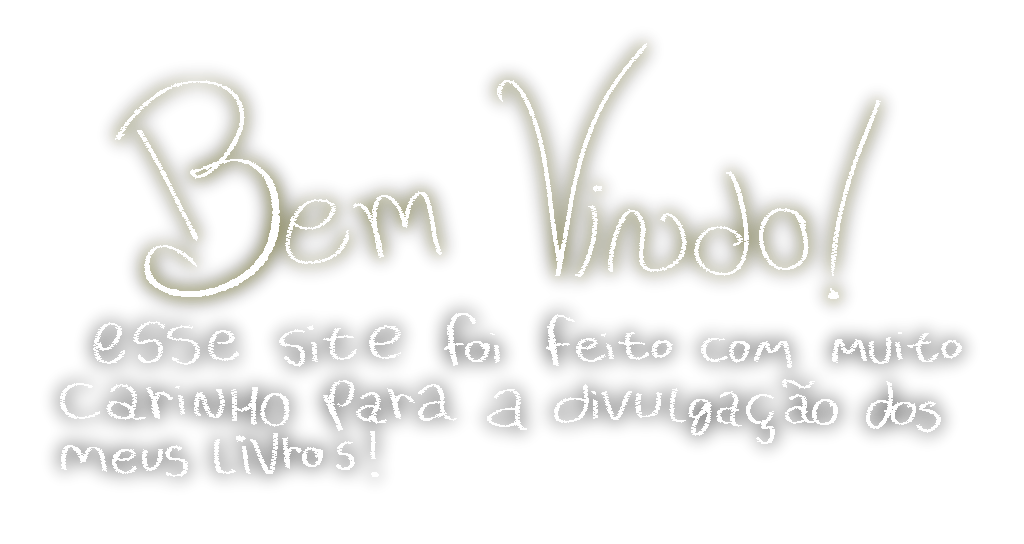 Bem Vindo!
esse site foi feito com muito
CariNHO Para a divulgação dos
meus LiVros!